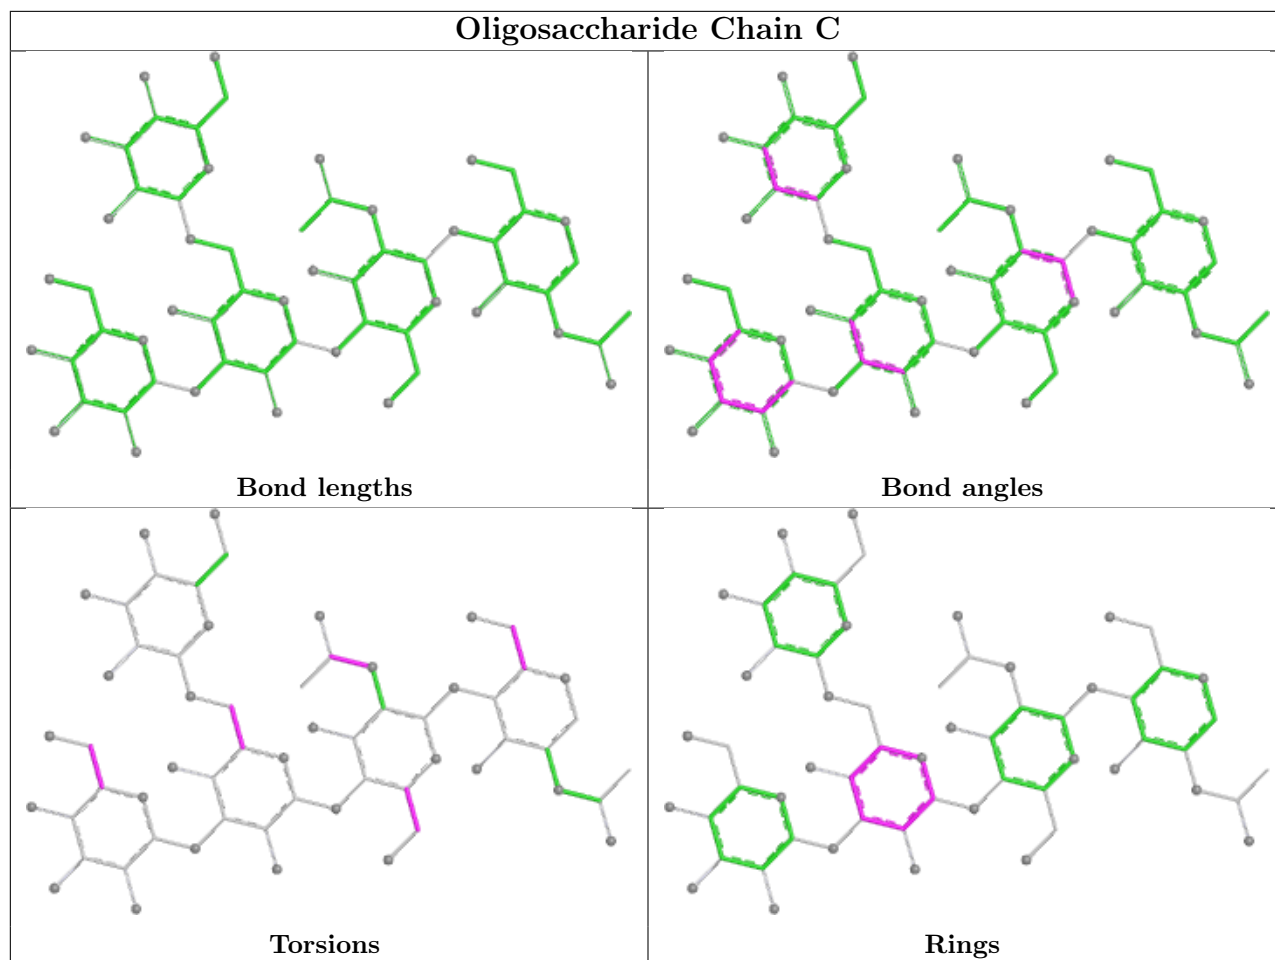 Oligosaccharide Chain C
Bond lengths
Bond angles
Torsions
Rings